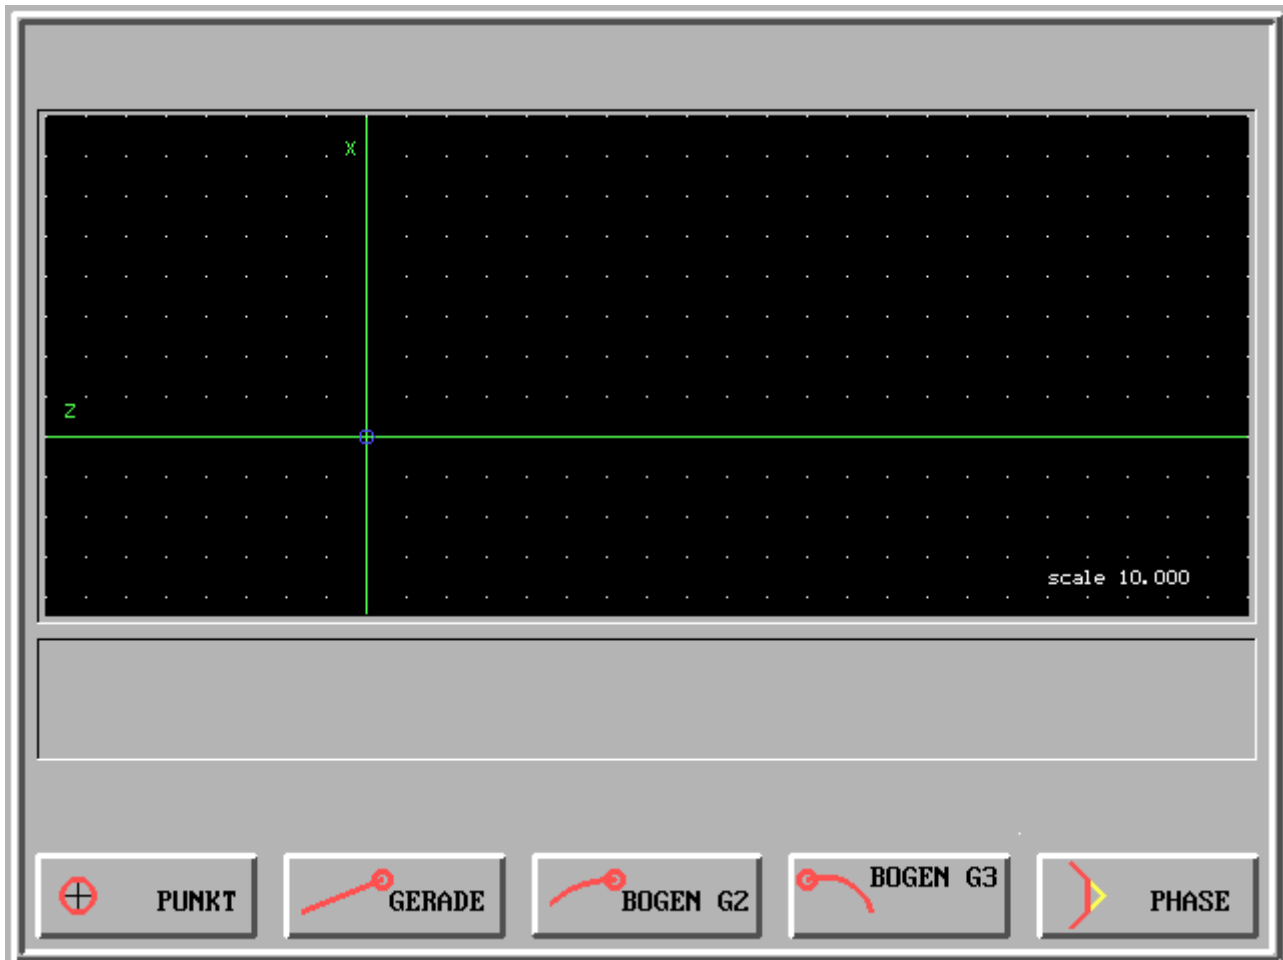 X
Z
scale 10.000
PUNKT
GERADE
BOGEN G2
BOGEN G3
PHASE